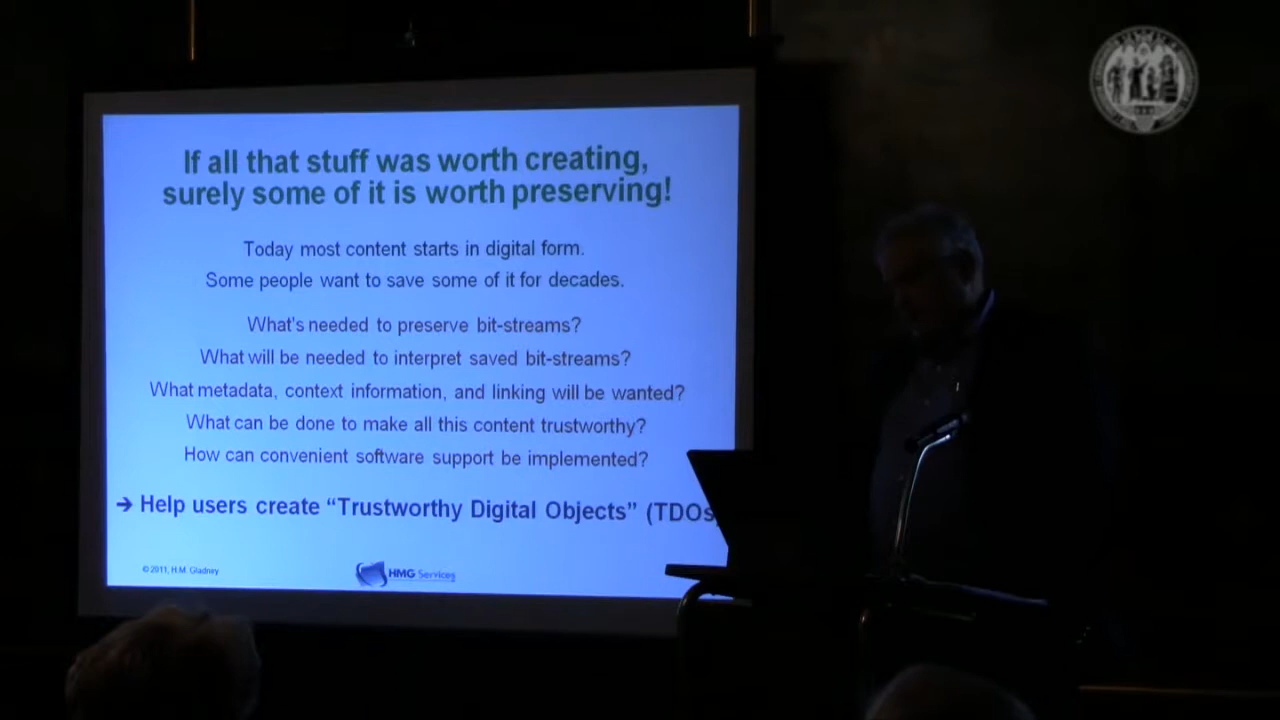 If all that stuff was worth creating,
surely some of it is worth preserving!
Today most content starts in digital form.
Some people want to save some of it for decades.
What's needed to preserve bit-streams?
What will be needed to interpret saved bit-streams?
What metadata, context information, and linking will be wanted?
What can be done to make all this content trustworthy?
How can convenient software support be implemented?
➔ Help users create “Trustworthy Digital Objects” (TDOs
© 2011, H.M. Gladney
HMG Services